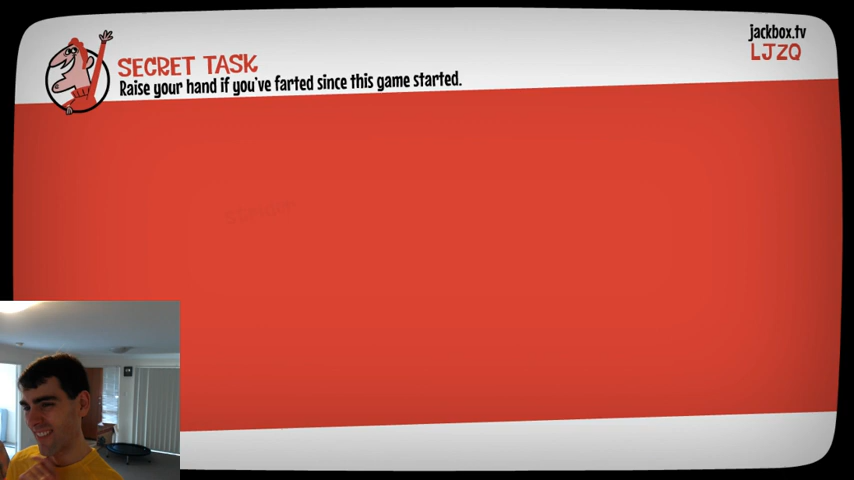 jackbox.tv
LJZQ
SECRET TASK
Raise your hand if you've farted since this game started.